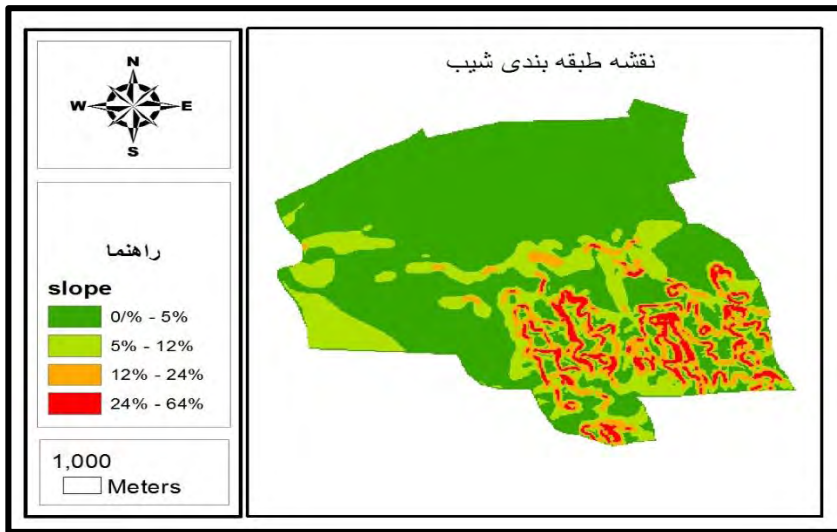 نقشه طبقه بندی شیب
N
W E
S
راهنما
slope
0/% - 5%
5% - 12%
12% - 24%
24% - 64%
1,000
Meters